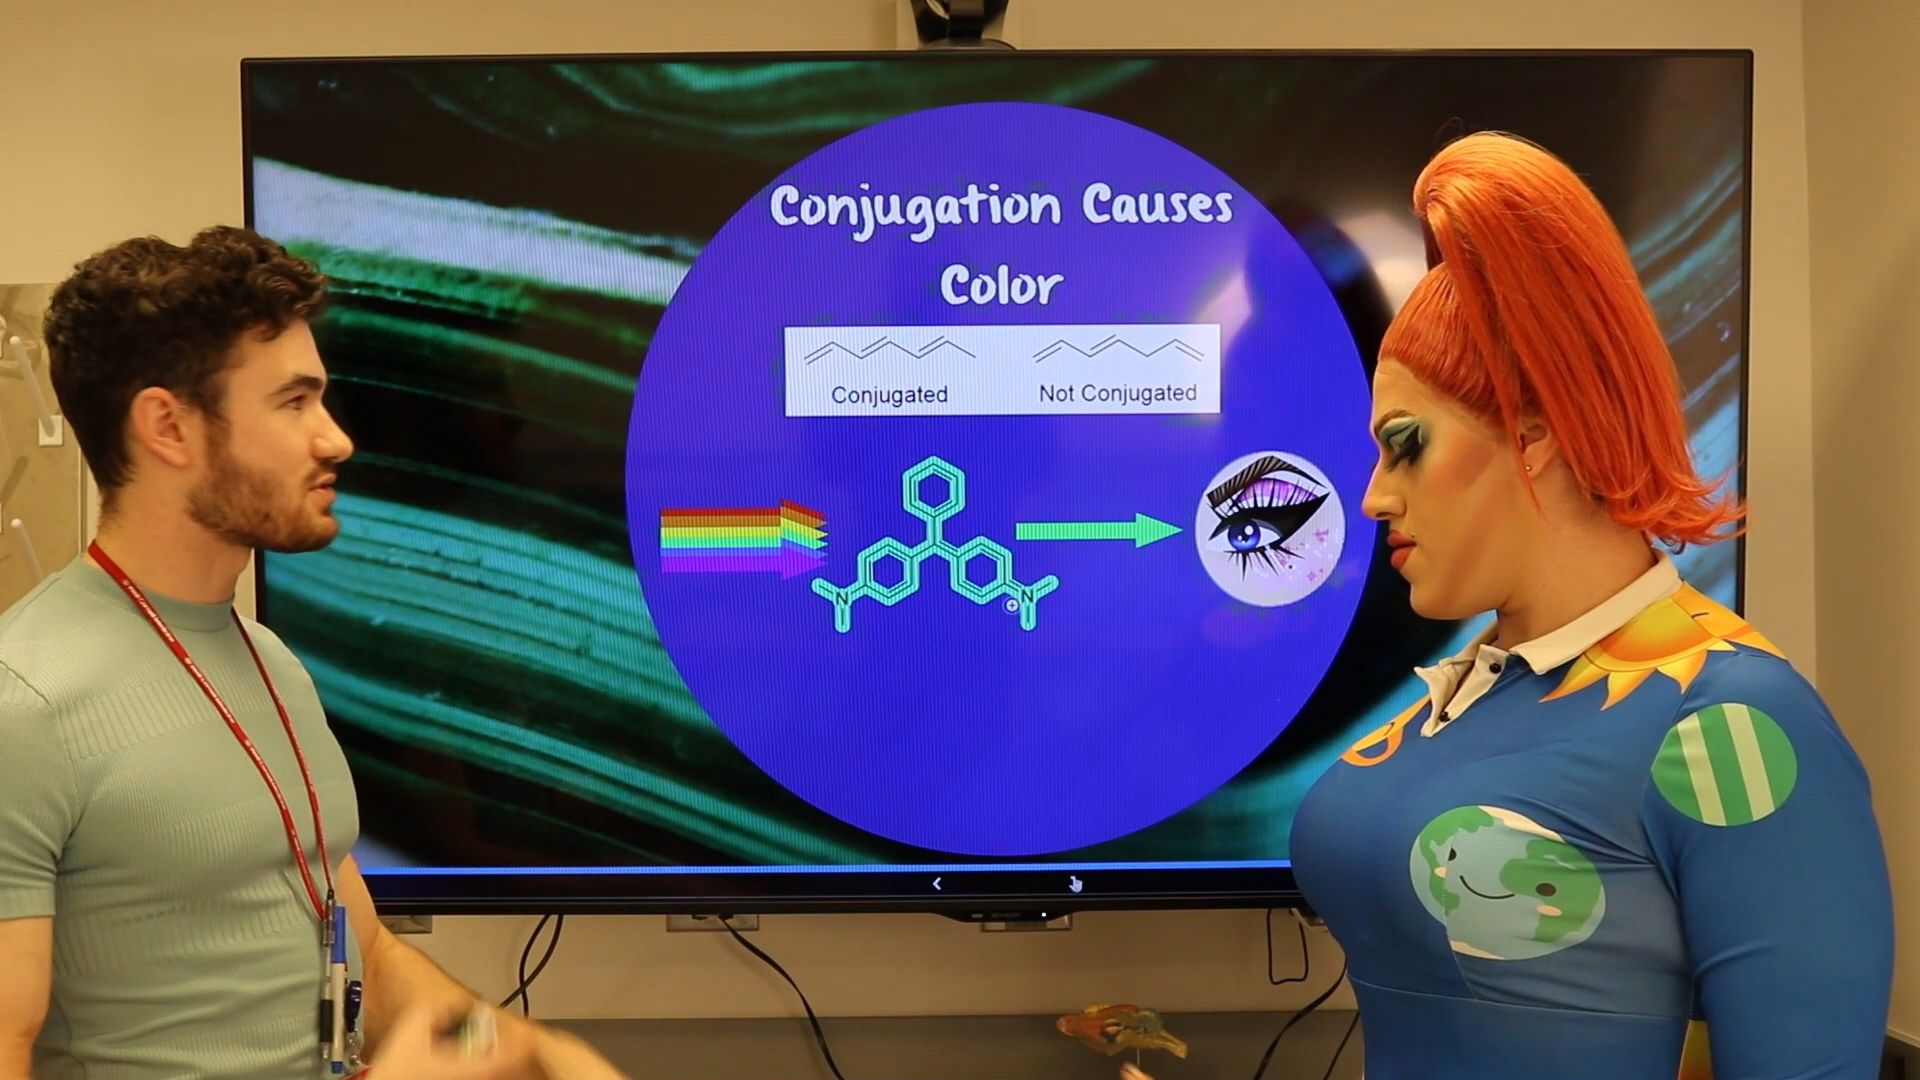 Conjugation Causes
Color
Conjugated
Not Conjugated
N
N